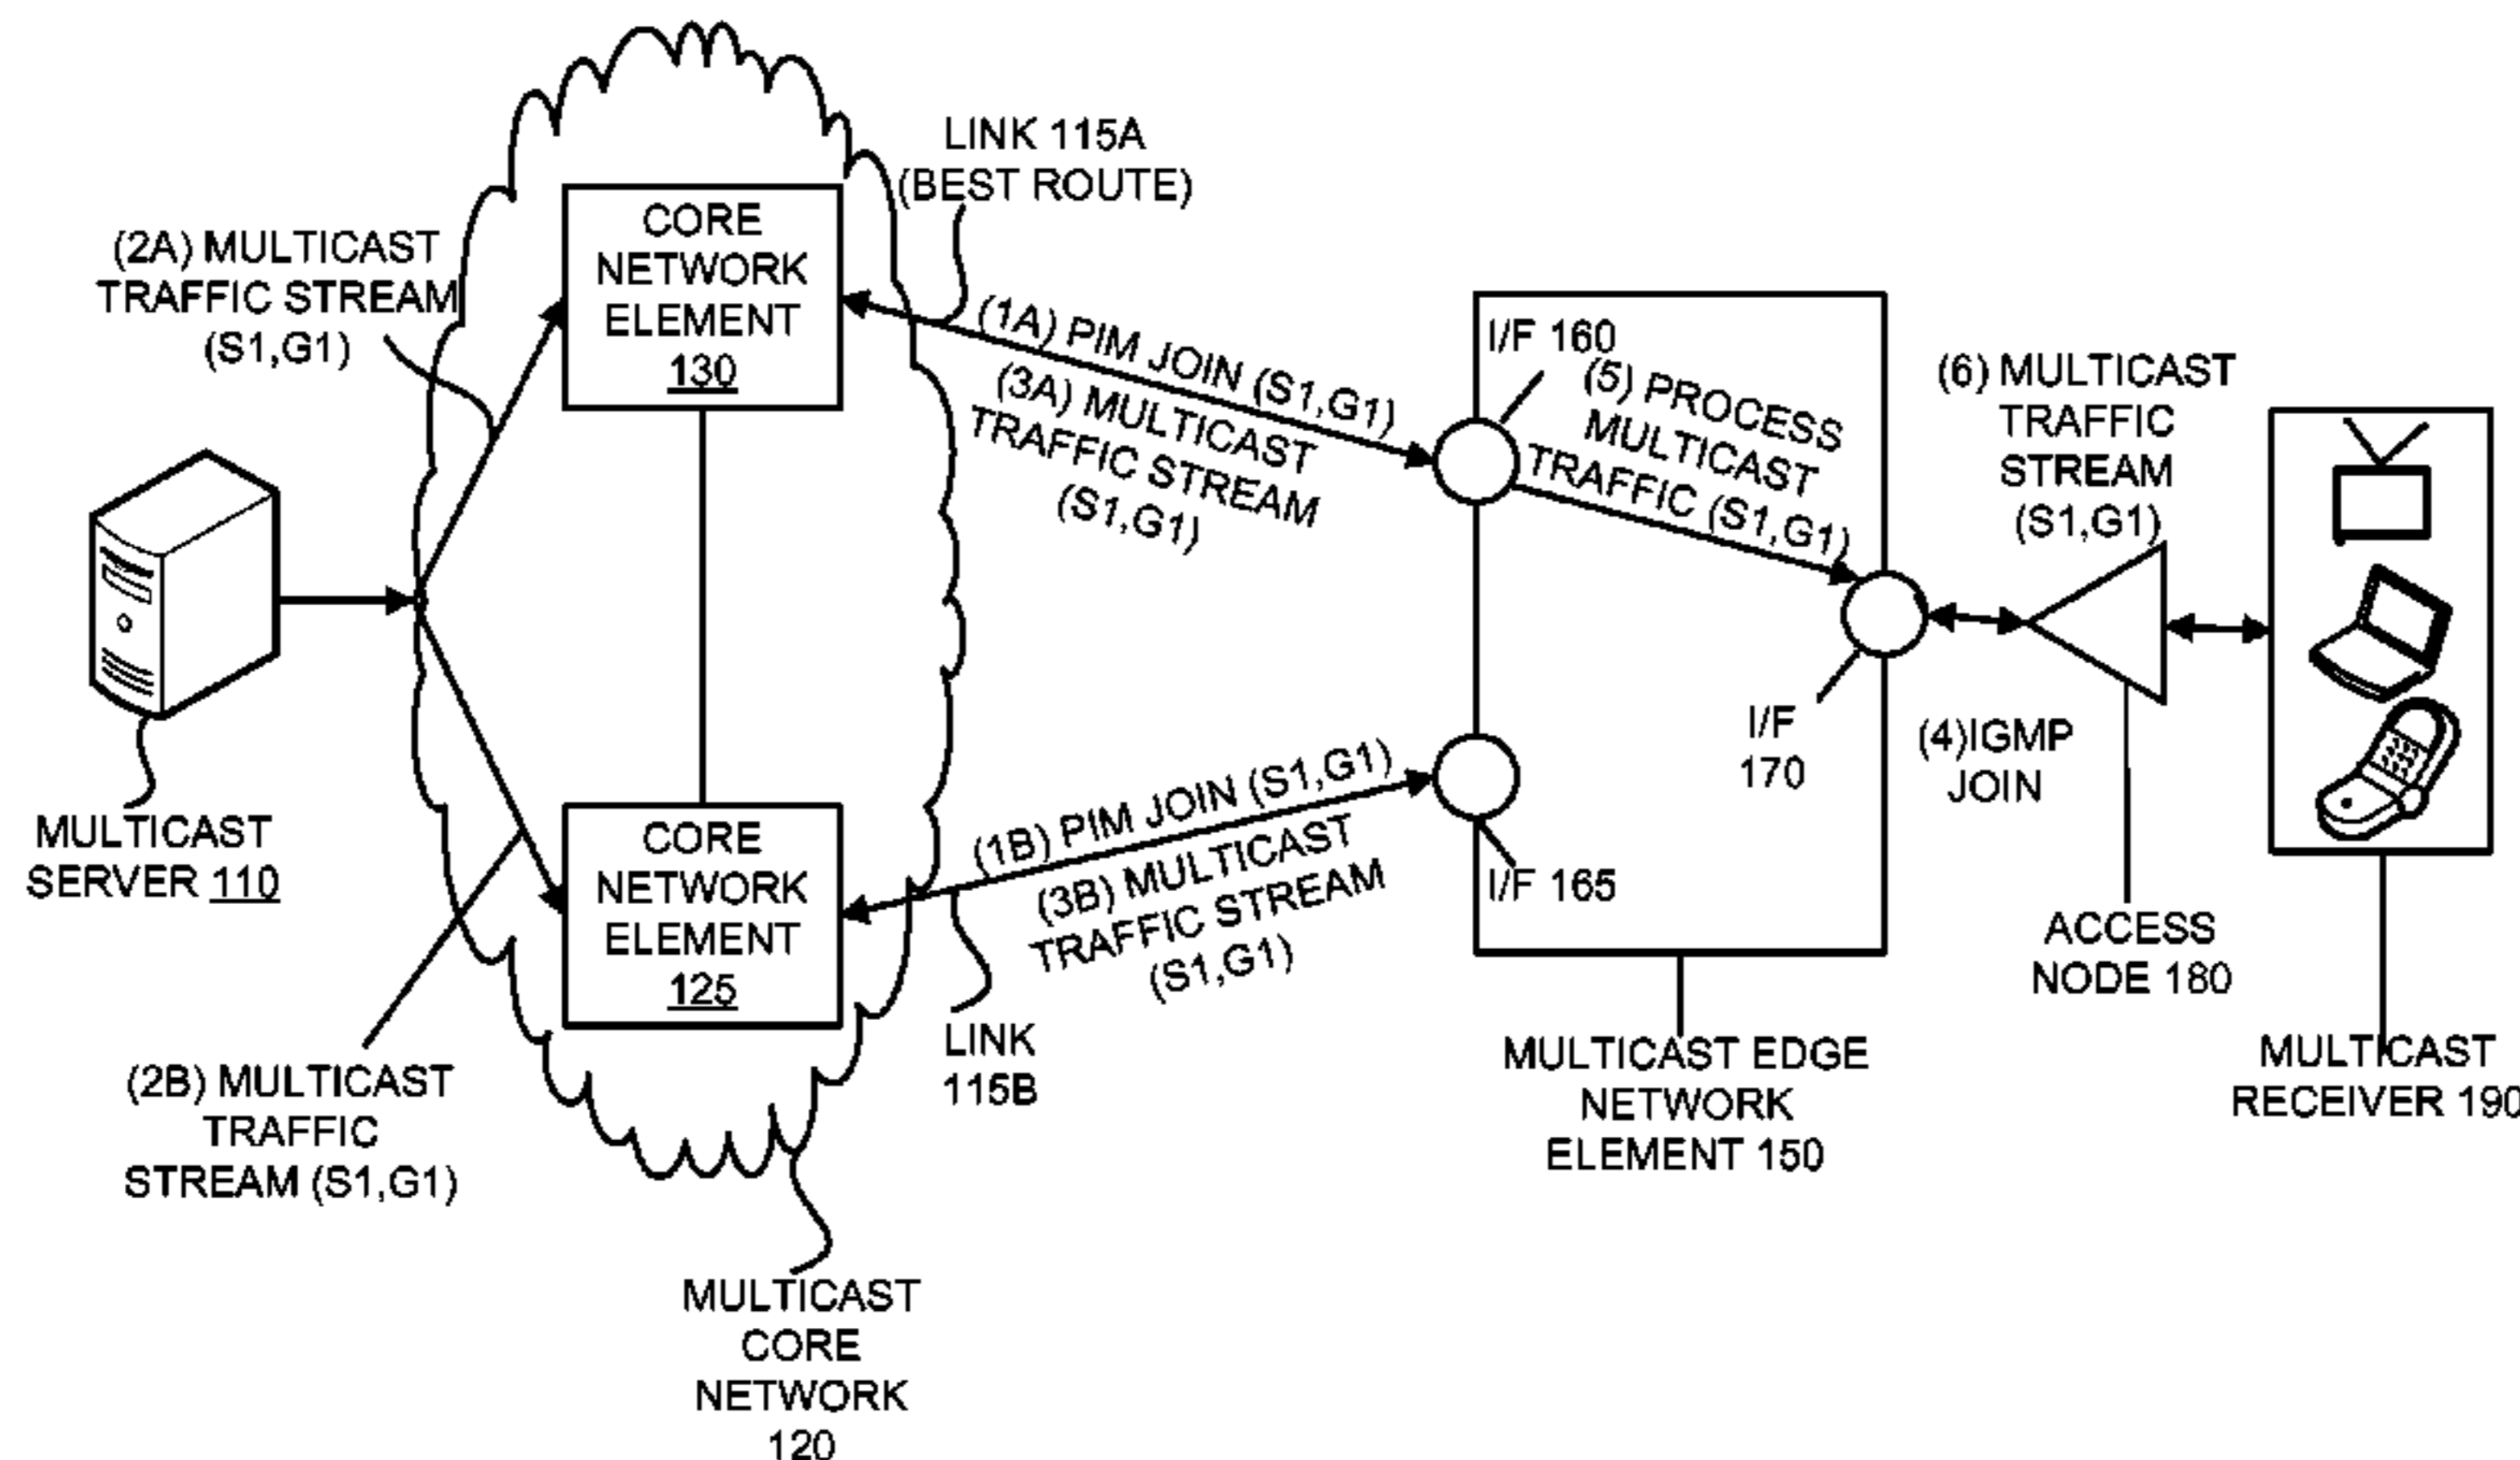 LINK 115A
(BEST ROUTE)
(2A) MULTICAST
TRAFFIC STREAM
(S1,G1)
CORE
NETWORK
ELEMENT
130
(1A) PIM JOIN (S1,G1)
(3A) MULTICAST
TRAFFIC STREAM
(S1,G1)
I/F 160
(5) PROCESS
MULTICAST
TRAFFIC (S1,G1)
(6) MULTICAST
TRAFFIC
STREAM
(S1,G1)
MULTICAST
SERVER 110
CORE
NETWORK
ELEMENT
125
(1B) PIM JOIN (S1,G1)
(3B) MULTICAST
TRAFFIC STREAM
(S1,G1)
I/F 165
I/F
170
(4)IGMP
JOIN
ACCESS
NODE 180
(2B) MULTICAST
TRAFFIC
STREAM (S1,G1)
LINK
115B
MULTICAST EDGE
NETWORK
ELEMENT 150
MULTICAST
RECEIVER 190
MULTICAST
CORE
NETWORK
120